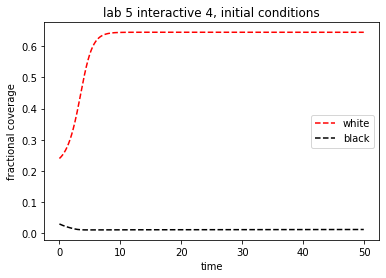 lab 5 interactive 4, initial conditions
fractional coverage
0.6
0.5
0.4
0.3
0.2
0.1
0.0
white
black
0 10 20 30 40 50
time